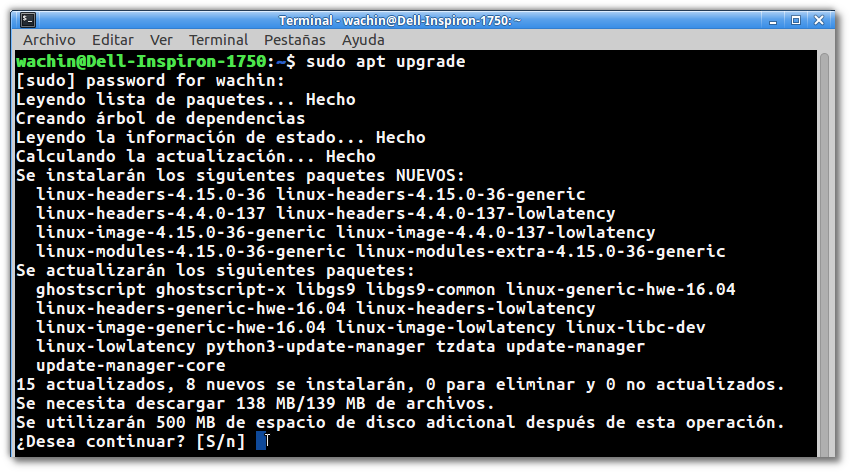 Terminal - wachin@Dell-Inspiron-1750: ~
Archivo Editar Ver Terminal Pestañas Ayuda
wachin@Dell-Inspiron-1750:~$ sudo apt upgrade
[sudo] password for wachin:
Leyendo lista de paquetes... Hecho
Creando árbol de dependencias
Leyendo la información de estado... Hecho
Calculando la actualización... Hecho
Se instalarán los siguientes paquetes NUEVOS:
  linux-headers-4.15.0-36 linux-headers-4.15.0-36-generic
  linux-headers-4.4.0-137 linux-headers-4.4.0-137-lowlatency
  linux-image-4.15.0-36-generic linux-image-4.4.0-137-lowlatency
  linux-modules-4.15.0-36-generic linux-modules-extra-4.15.0-36-generic
Se actualizarán los siguientes paquetes:
  ghostscript ghostscript-x libgs9 libgs9-common linux-generic-hwe-16.04
  linux-headers-generic-hwe-16.04 linux-headers-lowlatency
  linux-image-generic-hwe-16.04 linux-image-lowlatency linux-libc-dev
  linux-lowlatency python3-update-manager tzdata update-manager
  update-manager-core
15 actualizados, 8 nuevos se instalarán, 0 para eliminar y 0 no actualizados.
Se necesita descargar 138 MB/139 MB de archivos.
Se utilizarán 500 MB de espacio de disco adicional después de esta operación.
¿Desea continuar? [S/n]